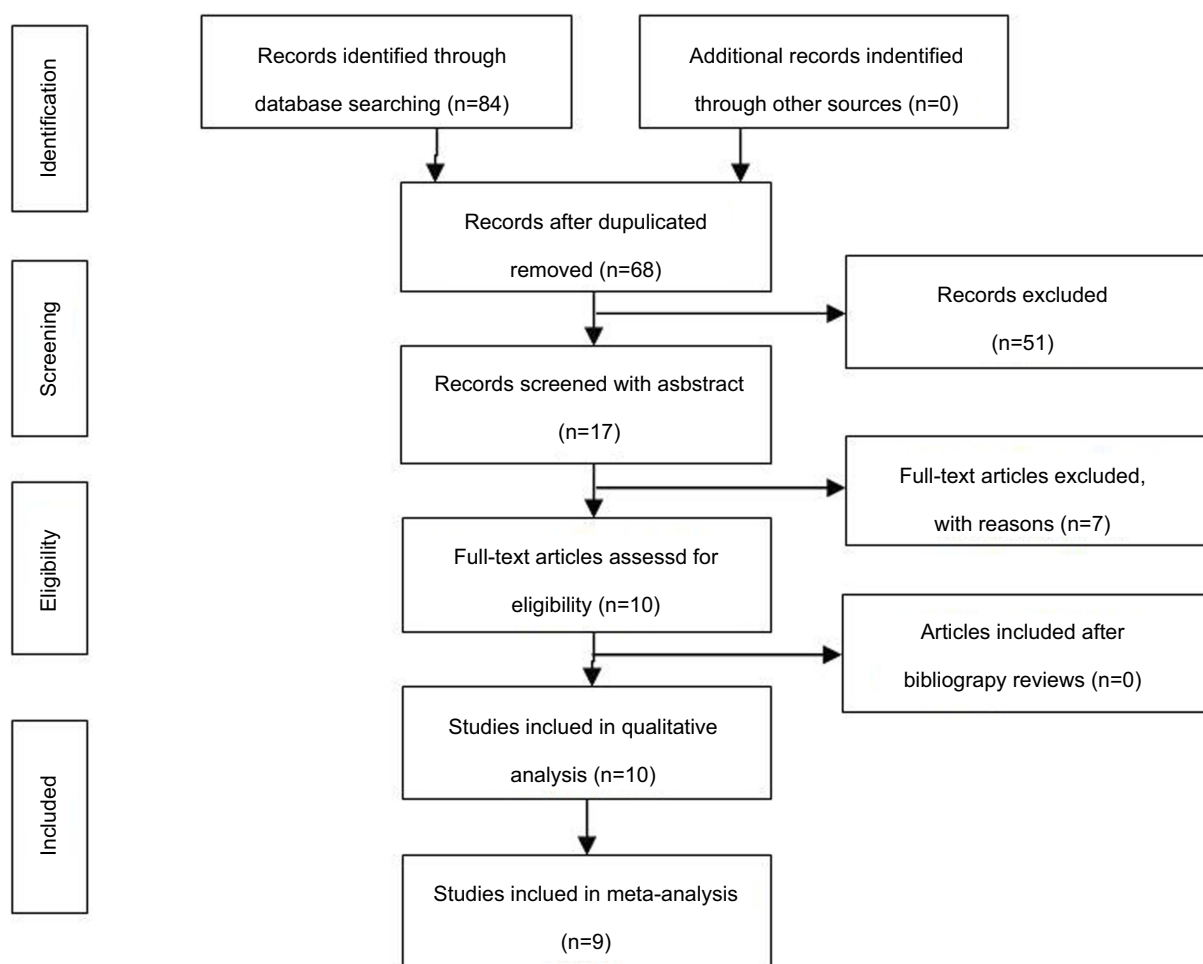 Identification
Records identified through
database searching (n=84)
Additional records indentified
through other sources (n=0)
Records after dupulicated
removed (n=68)
Screening
Records excluded
(n=51)
Records screened with asbstract
(n=17)
Eligibility
Full-text articles excluded,
with reasons (n=7)
Full-text articles assessd for
eligibility (n=10)
Articles included after
bibliograpy reviews (n=0)
Included
Studies inclued in qualitative
analysis (n=10)
Studies inclued in meta-analysis
(n=9)